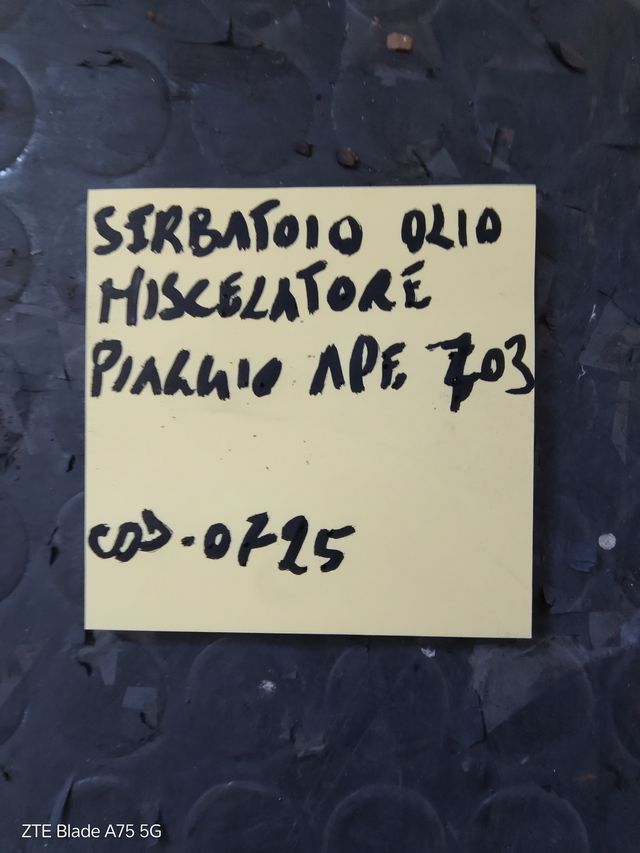 SERBATOIO OLIO
MISCELATORE
PIAGGIO APE 703
COD.0725
ZTE Blade A75 5G